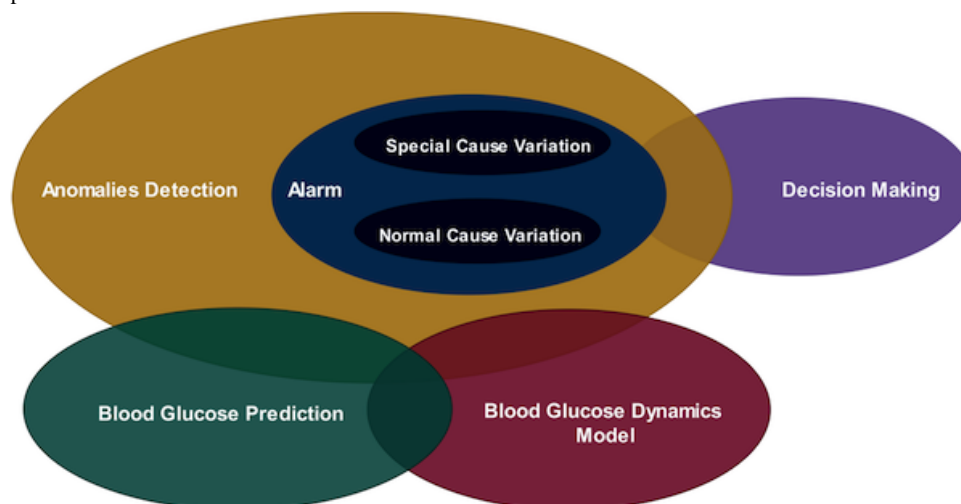 Special Cause Variation
Anomalies Detection
Alarm
Decision Making
Normal Cause Variation
Blood Glucose Prediction
Blood Glucose Dynamics
Model